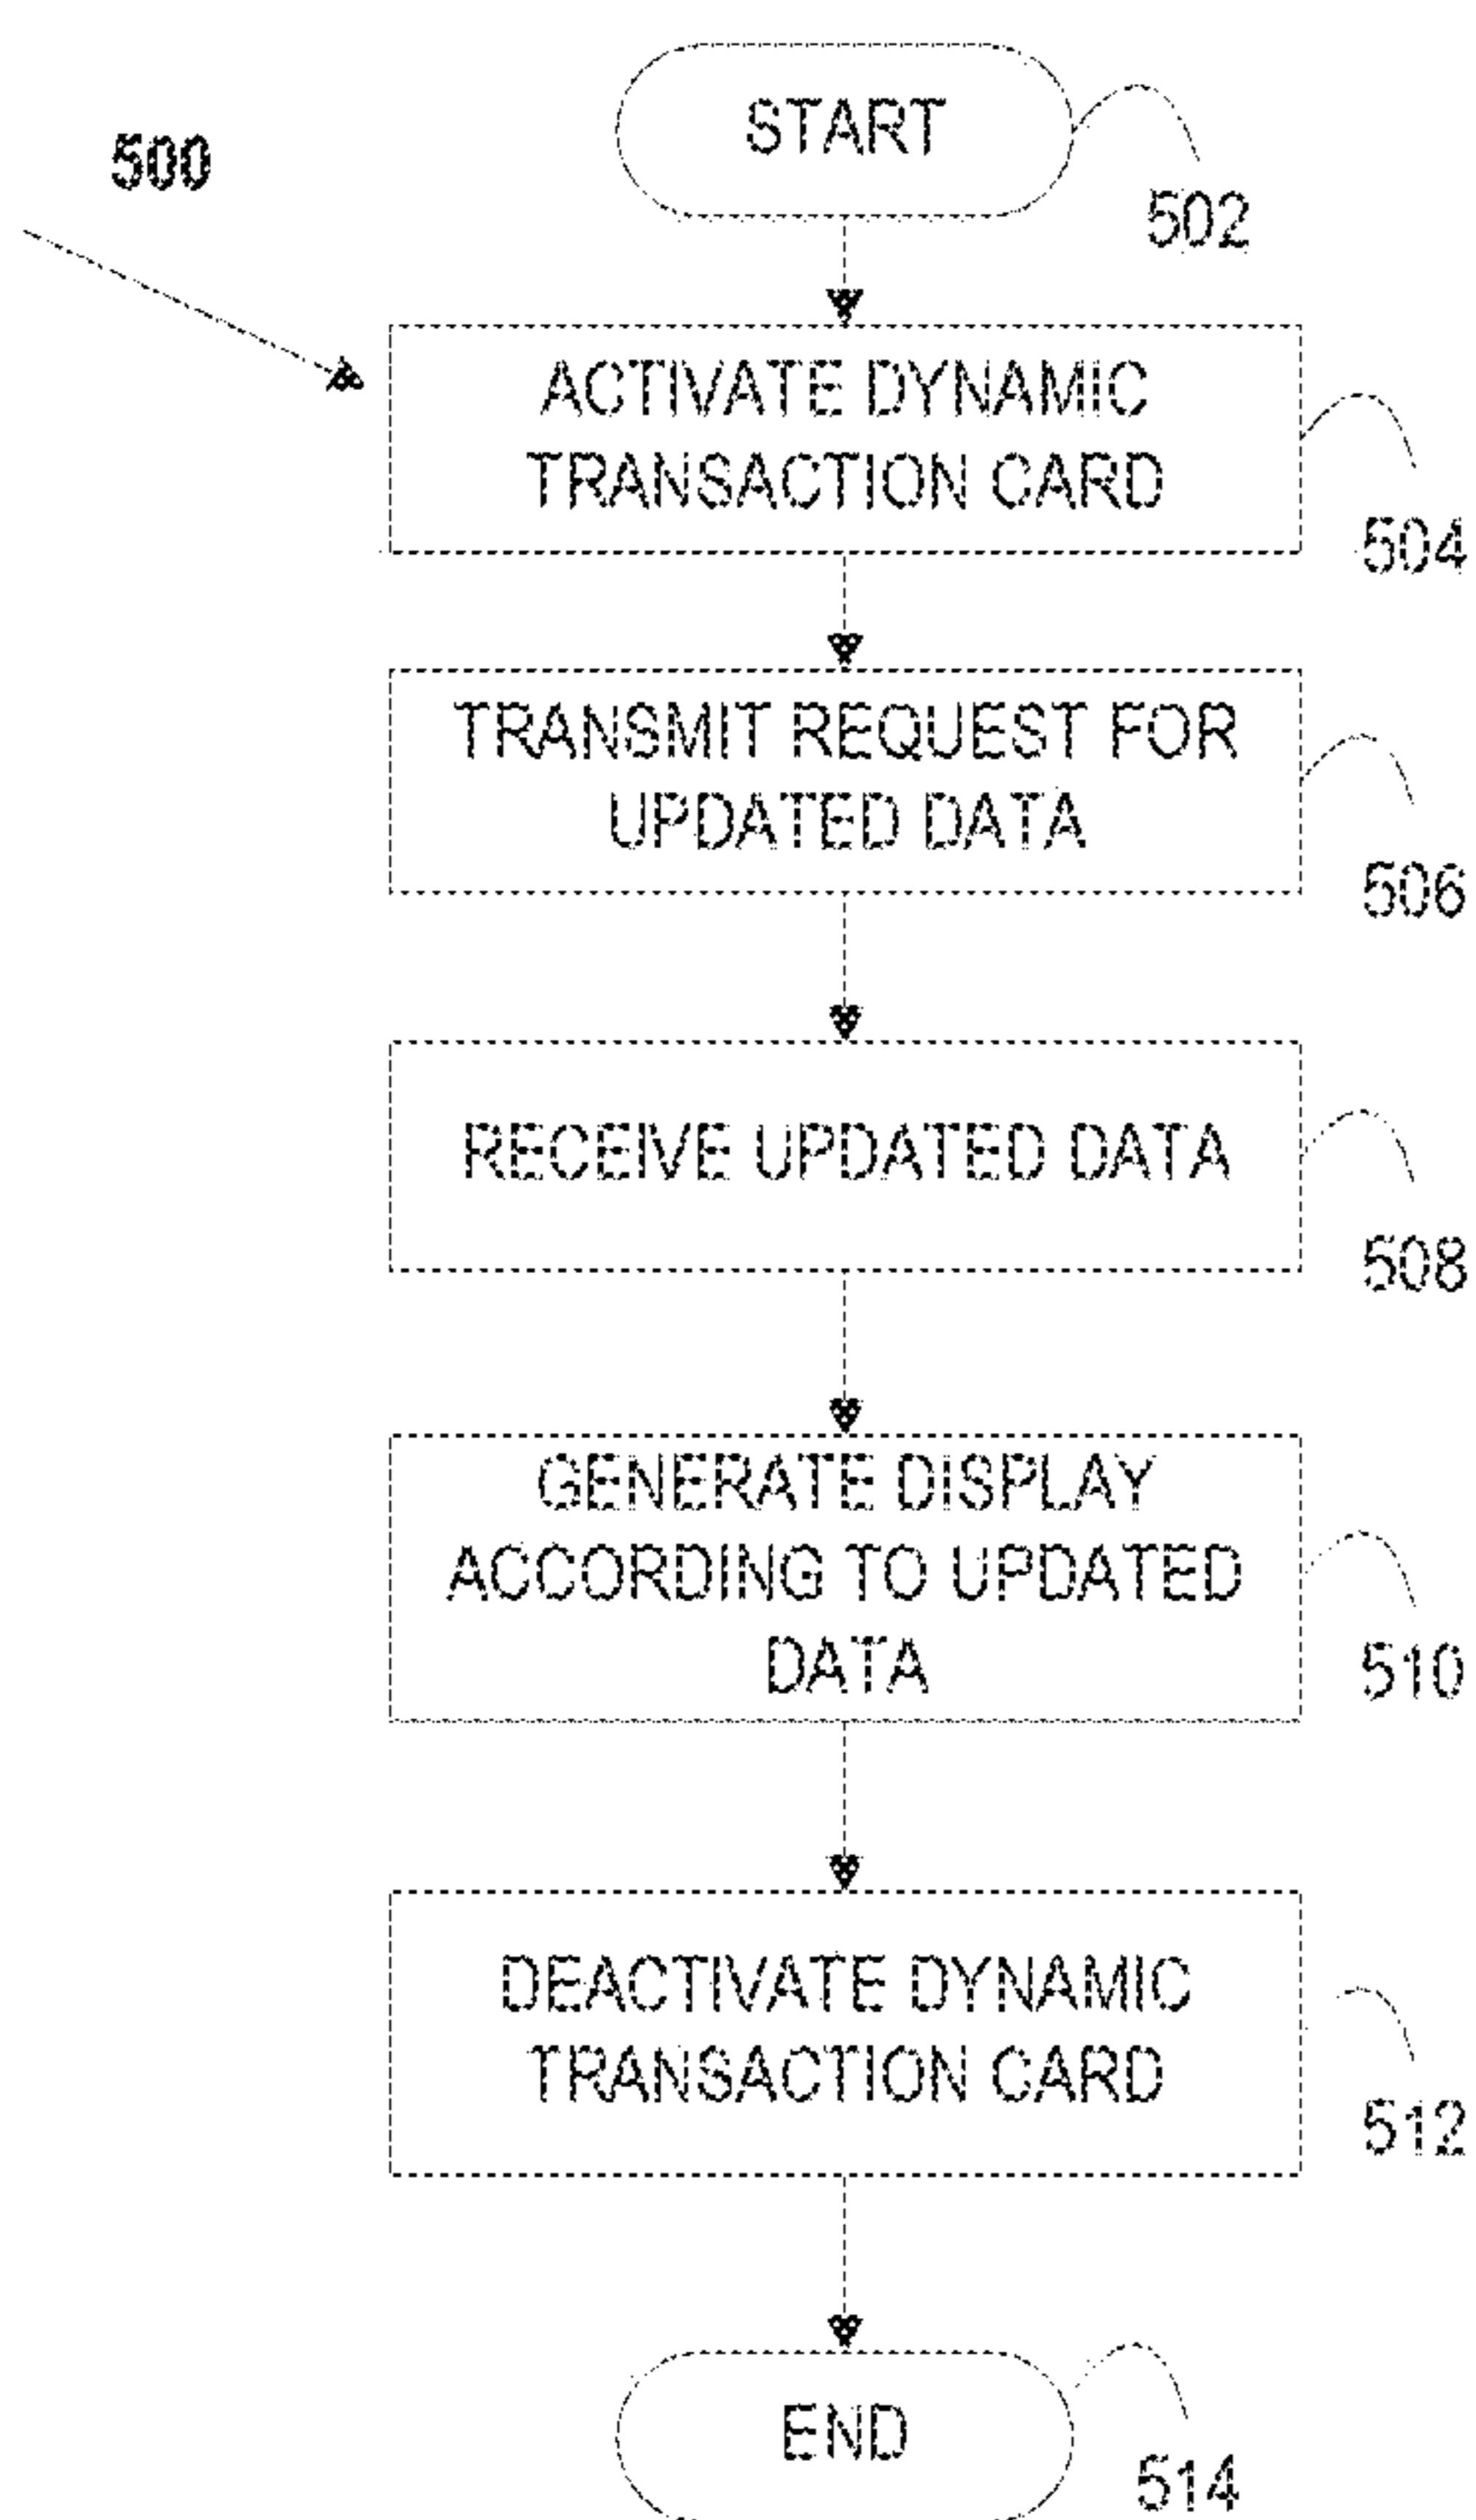 START
500
502
ACTIVATE DYNAMIC
TRANSACTION CARD
504
TRANSMIT REQUEST FOR
UPDATED DATA
506
RECEIVE UPDATED DATA
508
GENERATE DISPLAY
ACCORDING TO UPDATED
DATA
510
DEACTIVATE DYNAMIC
TRANSACTION CARD
512
END
514